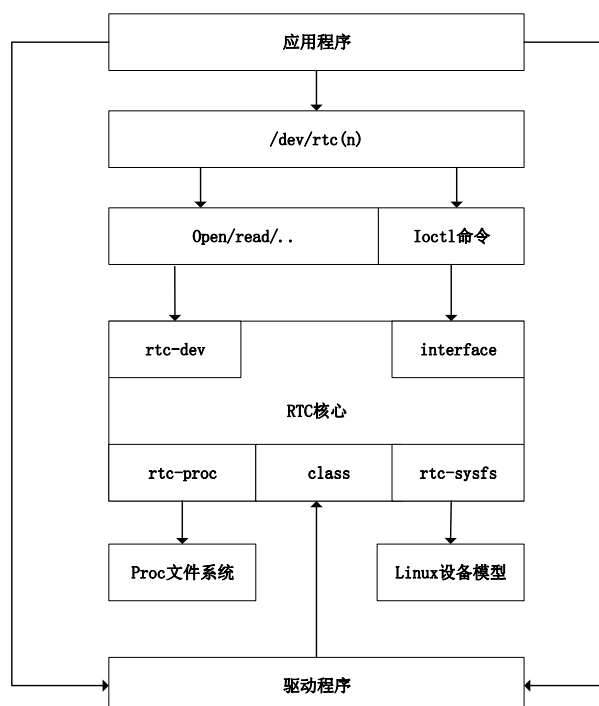 应用程序
/dev/rtc(n)
Open/read/..
Ioctl命令
rtc-dev
interface
RTC核心
rtc-proc
class
rtc-sysfs
Proc文件系统
Linux设备模型
驱动程序